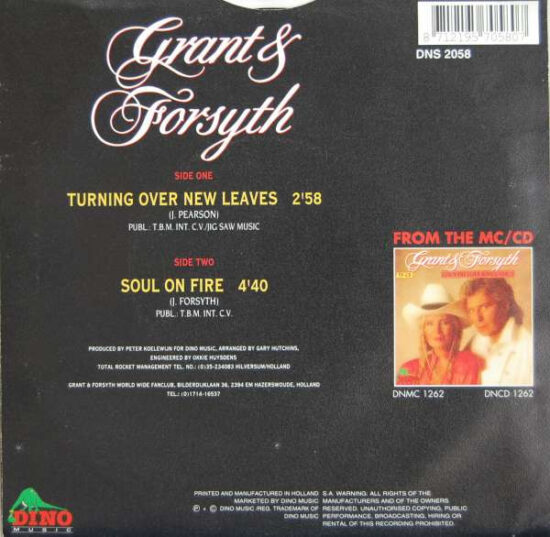 Grant &
Forsyth
8 712195 705807
DNS 2058
SIDE ONE
TURNING OVER NEW LEAVES 2'58
(J. PEARSON)
PUBL.: T.B.M. INT. C.V./JIG SAW MUSIC
SIDE TWO
SOUL ON FIRE 4'40
(J. FORSYTH)
PUBL.: T.B.M. INT. C.V.
FROM THE MC/CD
Grant & Forsyth
DNMC 1262 DNCD 1262
PRODUCED BY PETER KOELEWIJN FOR DINO MUSIC, ARRANGED BY GARY HUTCHINS,
ENGINEERED BY OKKIE HUYSDENS
TOTAL ROCKET MANAGEMENT TEL. NO.: (0)35-234083 HILVERSUM/HOLLAND
GRANT & FORSYTH WORLD WIDE FANCLUB, BILDERDIJKLAAN 36, 2394 EM HAZERSWOUDE, HOLLAND
TEL.: (0)1714-16537
PRINTED AND MANUFACTURED IN HOLLAND
MARKETED BY DINO MUSIC
℗ + © DINO MUSIC REG. TRADEMARK OF
DINO MUSIC
S.A. WARNING: ALL RIGHTS OF THE
MANUFACTURERS AND OF THE OWNERS
RESERVED. UNAUTHORISED COPYING, PUBLIC
PERFORMANCE, BROADCASTING, HIRING OR
RENTAL OF THIS RECORDING PROHIBITED.
DINO
MUSIC